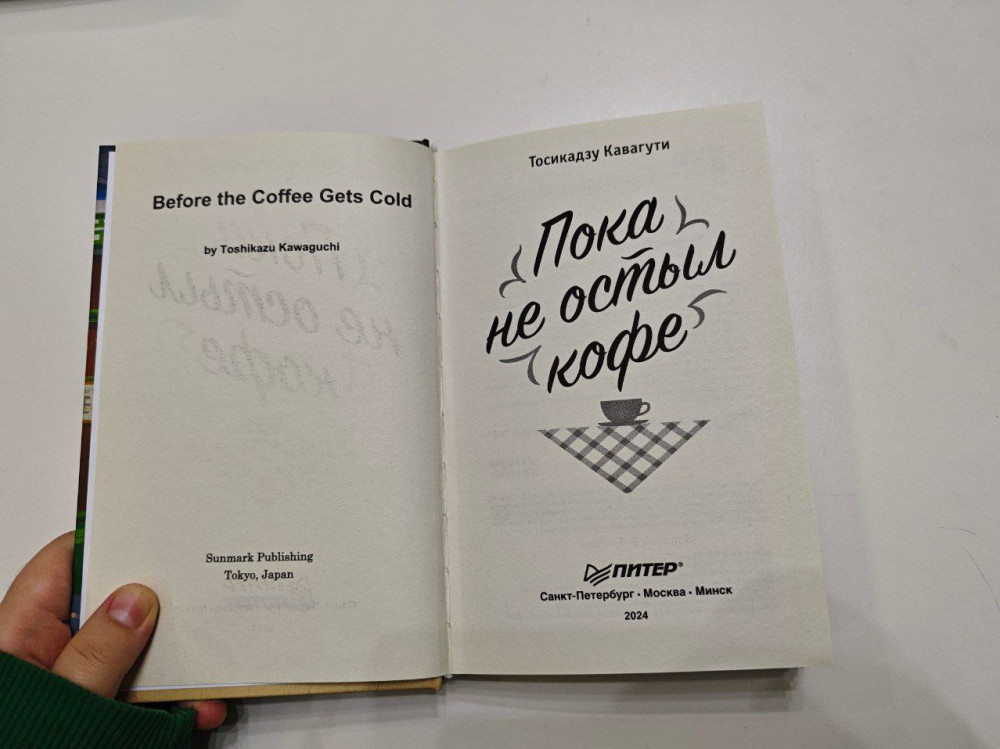 Before the Coffee Gets Cold
by Toshikazu Kawaguchi
Sunmark Publishing
Tokyo, Japan
Тосикадзу Кавагути
Пока
не остыл
кофе
ПИТЕР®
Санкт-Петербург • Москва • Минск
2024